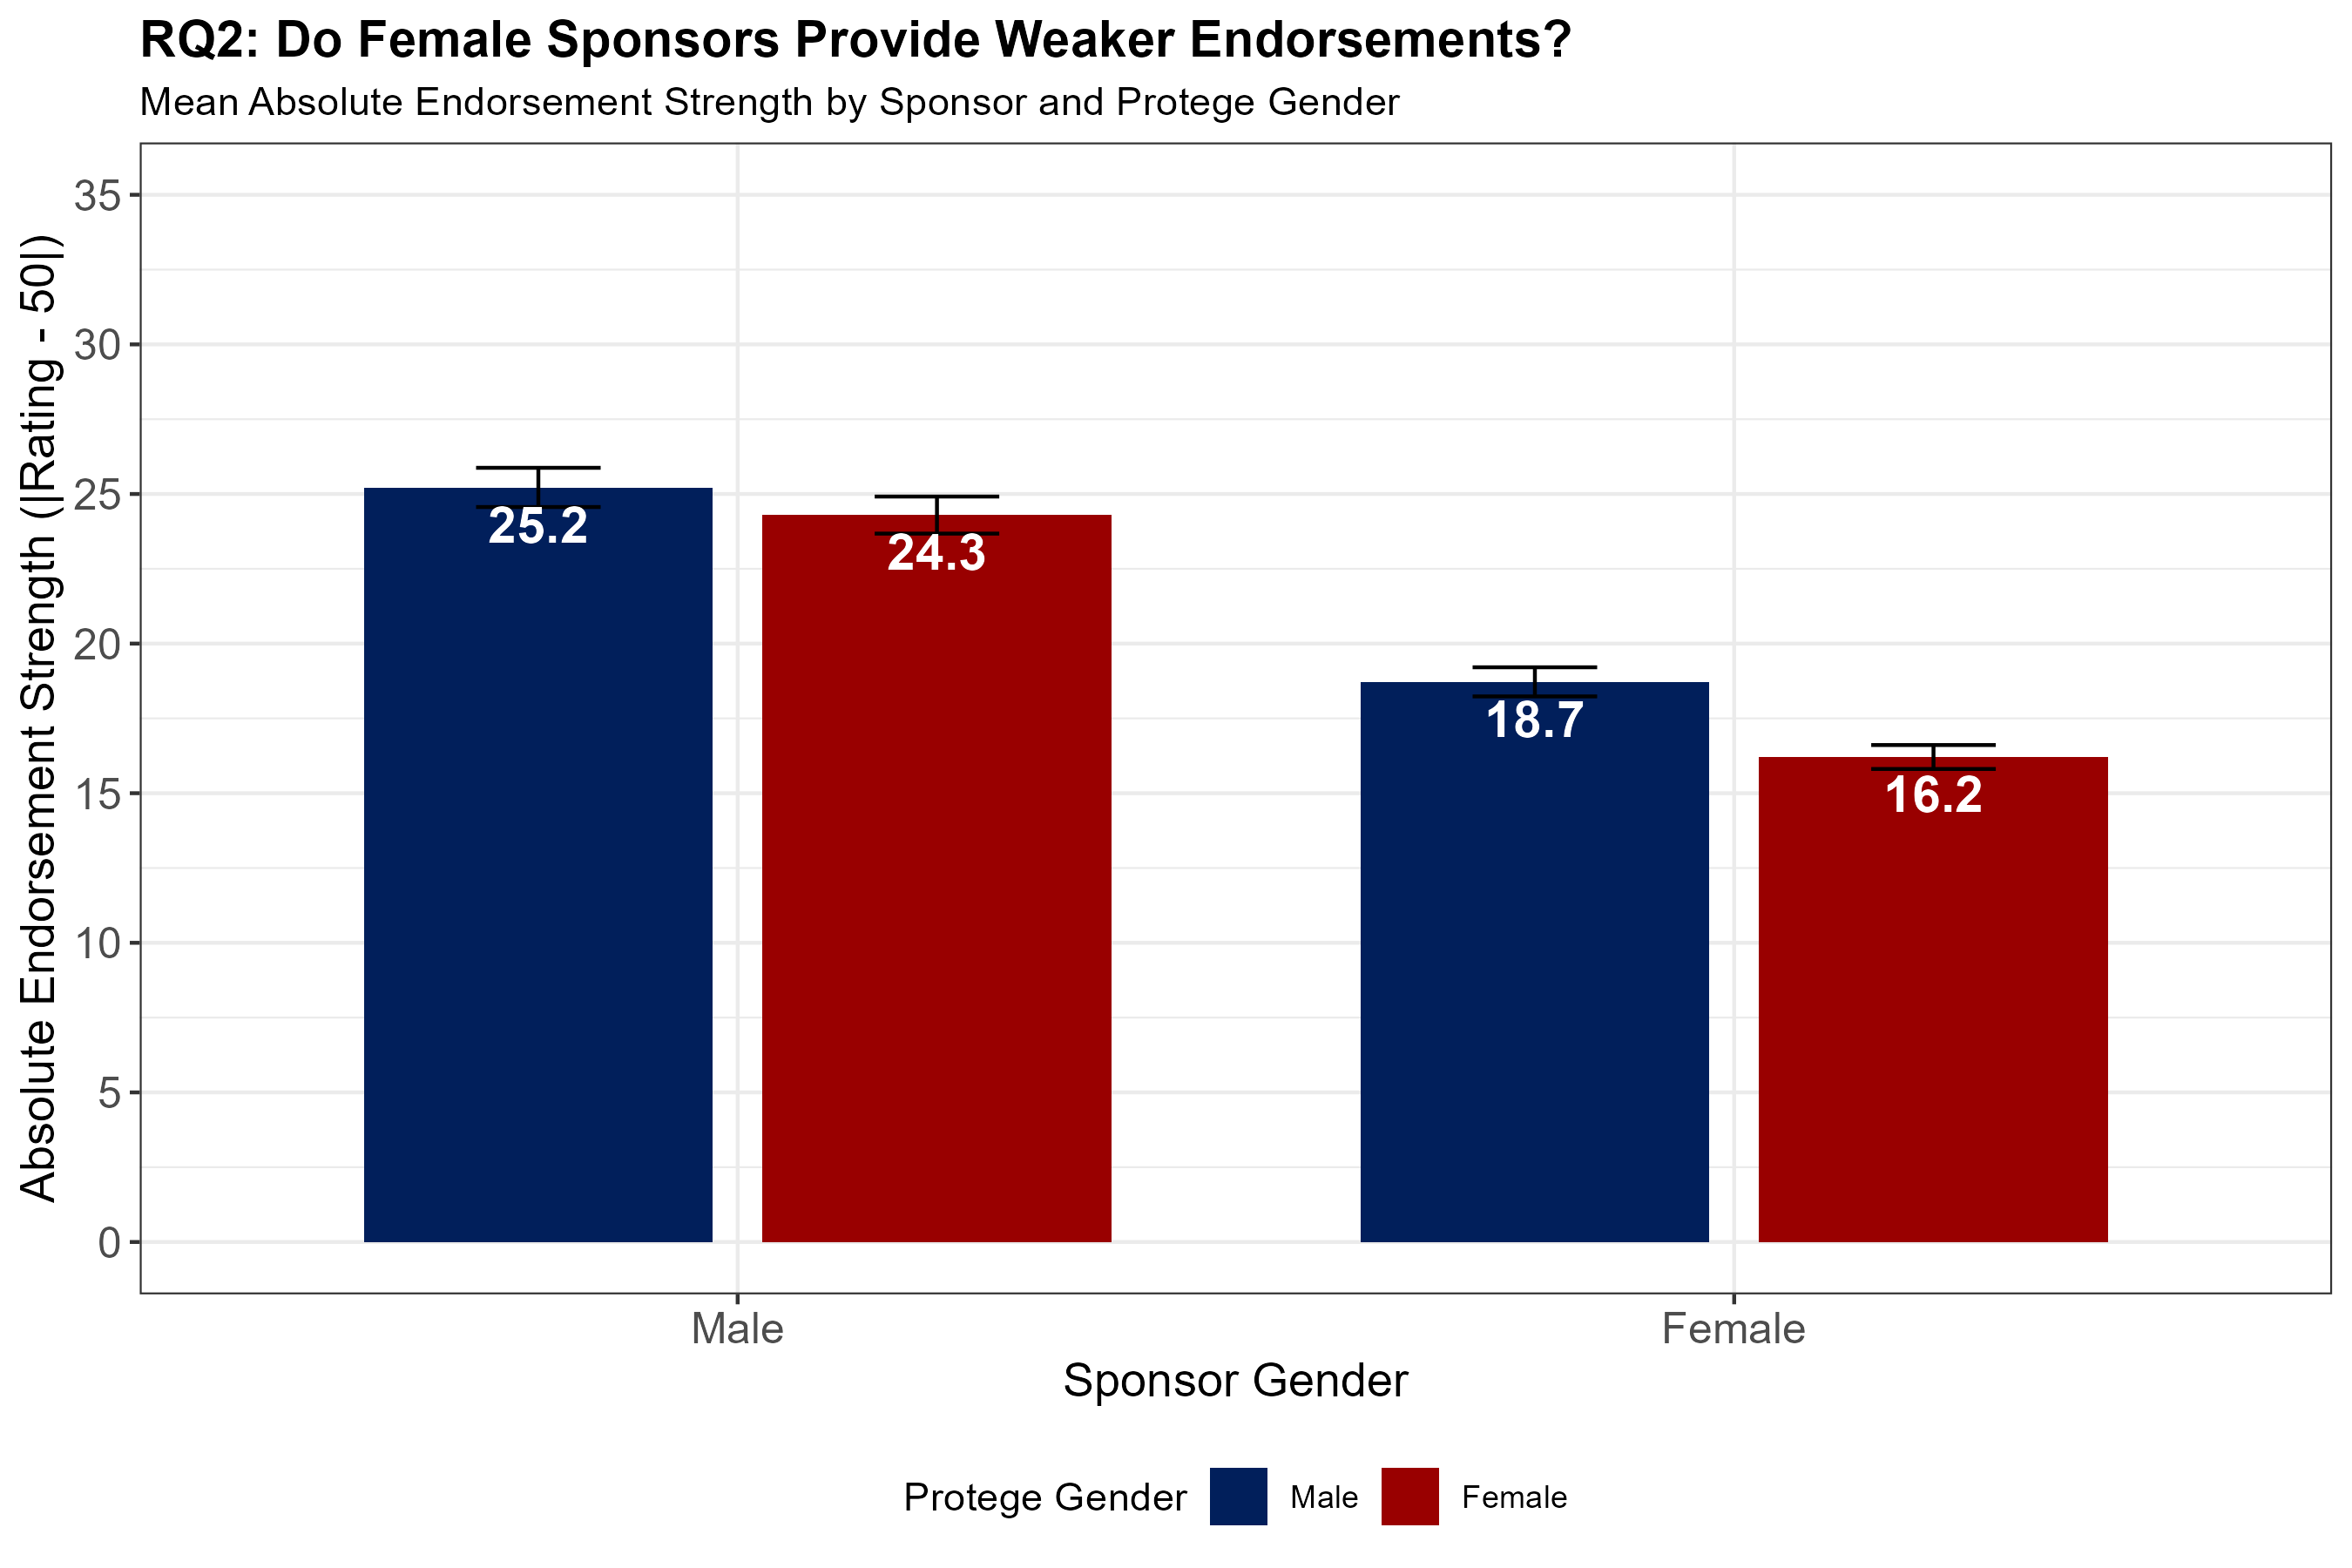 RQ2: Do Female Sponsors Provide Weaker Endorsements?
Mean Absolute Endorsement Strength by Sponsor and Protege Gender
Absolute Endorsement Strength (|Rating - 50|)
35
30
25
20
15
10
5
0
25.2
24.3
18.7
16.2
Male
Female
Sponsor Gender
Protege Gender Male Female